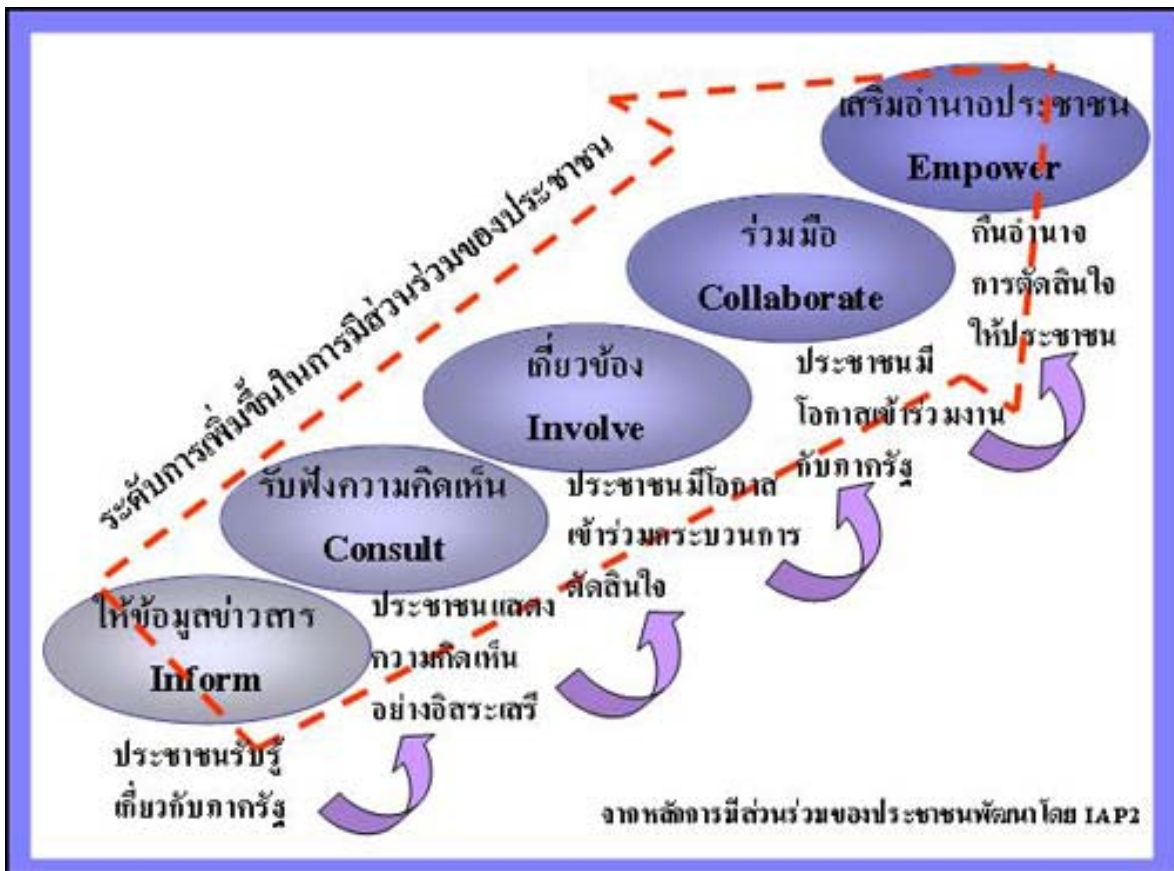 ระดับการเพิ่มขึ้นในการมีส่วนร่วมของประชาชน
เสริมอำนาจประชาชน
Empower
คืนอำนาจ
การตัดสินใจ
ให้ประชาชน
ร่วมมือ
Collaborate
ประชาชนมี
โอกาสเข้าร่วมงาน
กับภาครัฐ
เกี่ยวข้อง
Involve
ประชาชนมีโอกาส
เข้าร่วมกระบวนการ
ตัดสินใจ
รับฟังความคิดเห็น
Consult
ประชาชนแสดง
ความคิดเห็น
อย่างอิสระเสรี
ให้ข้อมูลข่าวสาร
Inform
ประชาชนรับรู้
เกี่ยวกับภาครัฐ
จากหลักการมีส่วนร่วมของประชาชนพัฒนาโดย IAP2